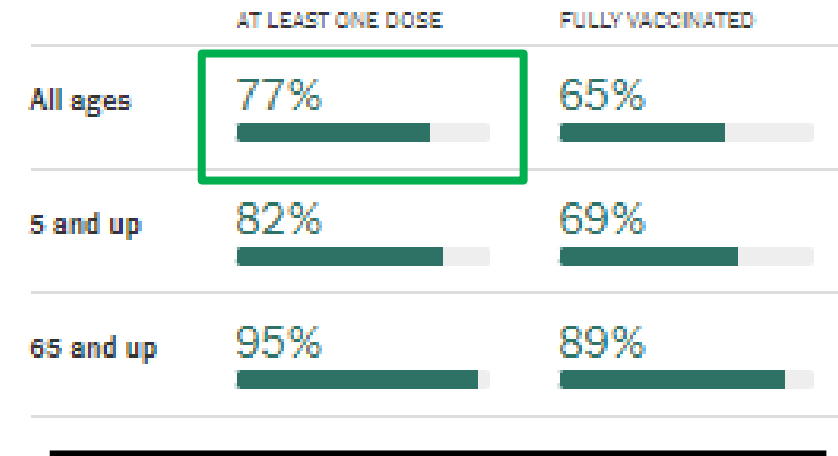 AT LEAST ONE DOSE FULLY VACCINATED
All ages 77% 65%
5 and up 82% 69%
65 and up 95% 89%